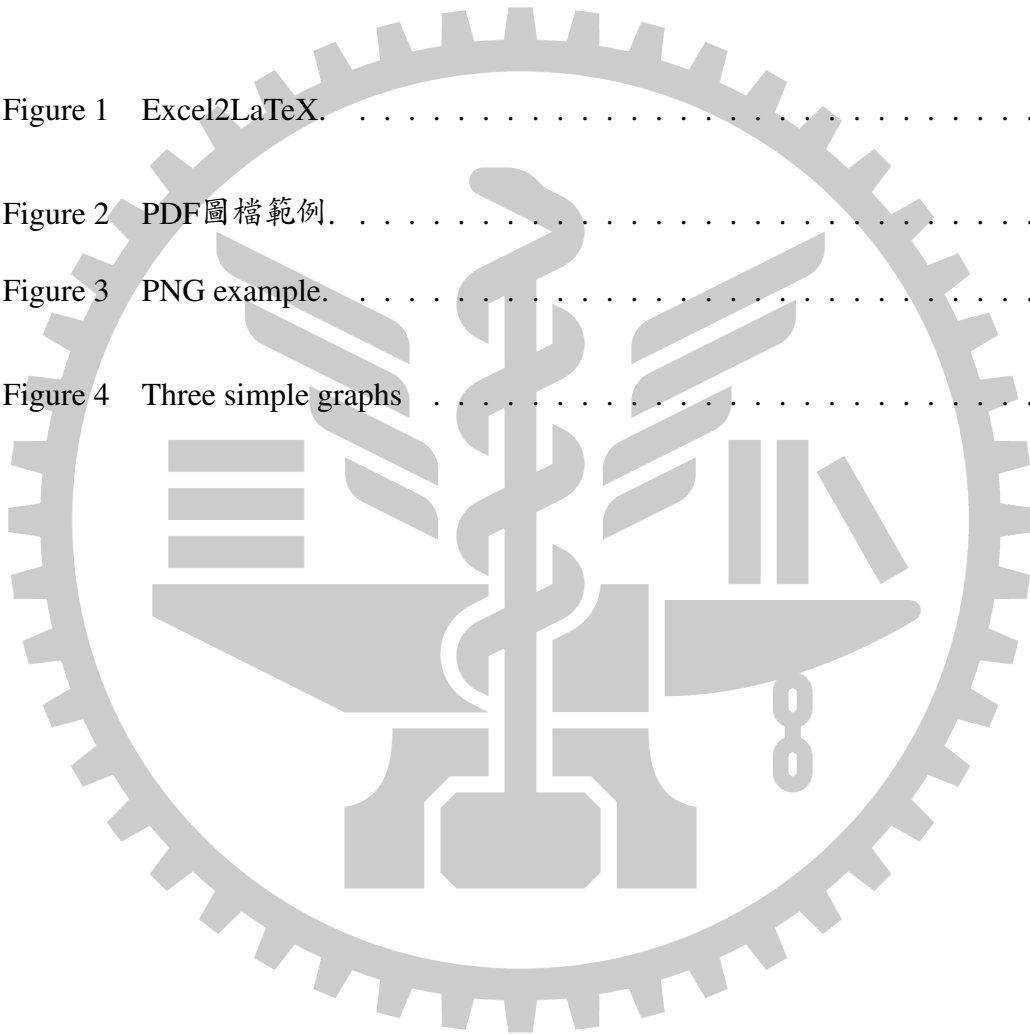 Figure 1 Excel2LaTeX. . . . . . . . . . . . . . . . . . . . . . . . . . . . .
Figure 2 PDF圖檔範例. . . . . . . . . . . . . . . . . . . . . . . . . . . . .
Figure 3 PNG example. . . . . . . . . . . . . . . . . . . . . . . . . . . . .
Figure 4 Three simple graphs . . . . . . . . . . . . . . . . . . . . . . . . .